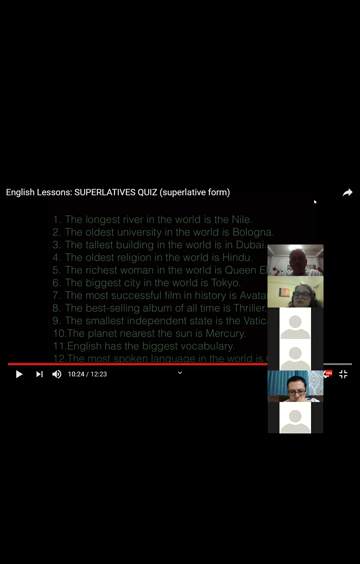 English Lessons: SUPERLATIVES QUIZ (superlative form)
1. The longest river in the world is the Nile.
2. The oldest university in the world is Bologna.
3. The tallest building in the world is in Dubai.
4. The oldest religion in the world is Hindu.
5. The richest woman in the world is Queen
6. The biggest city in the world is Tokyo.
7. The most successful film in history is
8. The best-selling album of all time is Thriller.
9. The smallest independent state is the
10.The planet nearest the sun is Mercury.
11.English has the biggest vocabulary.
12.The most spoken language in the world is
10:24 / 12:23